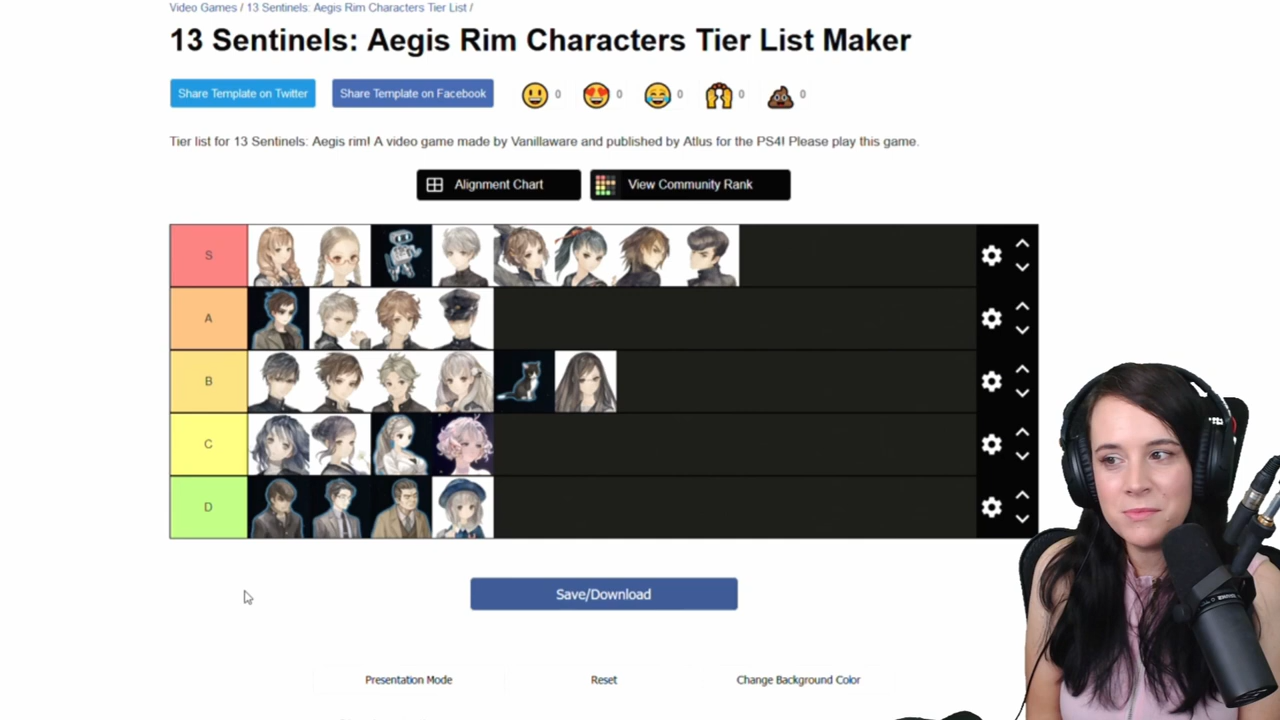 Video Games / 13 Sentinels: Aegis Rim Characters Tier List /
13 Sentinels: Aegis Rim Characters Tier List Maker
Share Template on Twitter
Share Template on Facebook
0
0
0
0
0
Tier list for 13 Sentinels: Aegis rim! A video game made by Vanillaware and published by Atlus for the PS4! Please play this game.
Alignment Chart
View Community Rank
S
A
B
C
D
Save/Download
Presentation Mode
Reset
Change Background Color